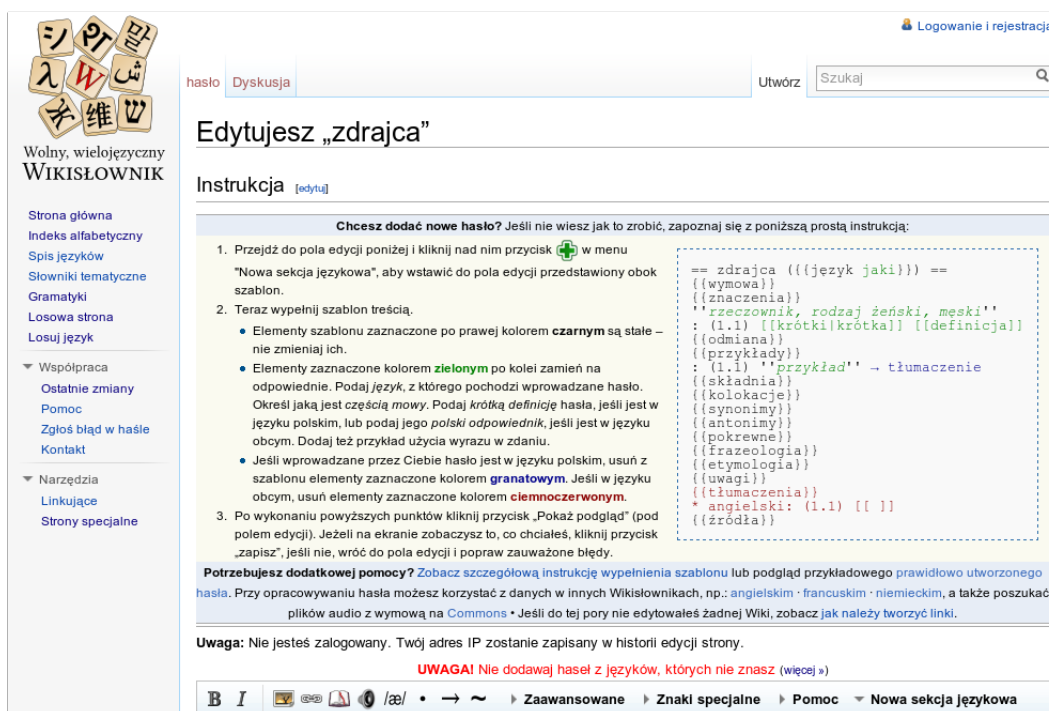 Logowanie i rejestracja
シ
말
λ
W
ش
维
ש
Wolny, wielojęzyczny
WIKISŁOWNIK
hasło
Dyskusja
Utwórz
Szukaj
Edytujesz „zdrajca”
Instrukcja [edytuj]
Strona główna
Indeks alfabetyczny
Spis języków
Słowniki tematyczne
Gramatyki
Losowa strona
Losuj język
Współpraca
Ostatnie zmiany
Pomoc
Zgłoś błąd w haśle
Kontakt
Narzędzia
Linkujące
Strony specjalne
Chcesz dodać nowe hasło? Jeśli nie wiesz jak to zrobić, zapoznaj się z poniższą prostą instrukcją:
1. Przejdź do pola edycji poniżej i kliknij nad nim przycisk w menu
"Nowa sekcja językowa", aby wstawić do pola edycji przedstawiony obok
szablon.
2. Teraz wypełnij szablon treścią.
• Elementy szablonu zaznaczone po prawej kolorem czarnym są stałe –
nie zmieniaj ich.
• Elementy zaznaczone kolorem zielonym po kolei zamień na
odpowiednie. Podaj język, z którego pochodzi wprowadzane hasło.
Określ jaką jest częścią mowy. Podaj krótką definicję hasła, jeśli jest w
języku polskim, lub podaj jego polski odpowiednik, jeśli jest w języku
obcym. Dodaj też przykład użycia wyrazu w zdaniu.
• Jeśli wprowadzane przez Ciebie hasło jest w języku polskim, usuń z
szablonu elementy zaznaczone kolorem granatowym. Jeśli w języku
obcym, usuń elementy zaznaczone kolorem ciemnoczerwonym.
3. Po wykonaniu powyższych punktów kliknij przycisk „Pokaż podgląd” (pod
polem edycji). Jeżeli na ekranie zobaczysz to, co chciałeś, kliknij przycisk
„zapisz”, jeśli nie, wróć do pola edycji i popraw zauważone błędy.
== zdrajca ({{język jaki}}) ==
{{wymowa}}
{{znaczenia}}
''rzeczownik, rodzaj żeński, męski''
: (1.1) [[krótki|krótka]] [[definicja]]
{{odmiana}}
{{przykłady}}
: (1.1) ''przykład'' → tłumaczenie
{{składnia}}
{{kolokacje}}
{{synonimy}}
{{antonimy}}
{{pokrewne}}
{{frazeologia}}
{{etymologia}}
{{uwagi}}
{{tłumaczenia}}
* angielski: (1.1) [[ ]]
{{źródła}}
Potrzebujesz dodatkowej pomocy? Zobacz szczegółową instrukcję wypełnienia szablonu lub podgląd przykładowego prawidłowo utworzonego
hasła. Przy opracowywaniu hasła możesz korzystać z danych w innych Wikisłownikach, np.: angielskim · francuskim · niemieckim, a także poszukać
plików audio z wymową na Commons • Jeśli do tej pory nie edytowałeś żadnej Wiki, zobacz jak należy tworzyć linki.
Uwaga: Nie jesteś zalogowany. Twój adres IP zostanie zapisany w historii edycji strony.
UWAGA! Nie dodawaj haseł z języków, których nie znasz (więcej »)
B I /æ/ • → ~ Zaawansowane Znaki specjalne Pomoc Nowa sekcja językowa